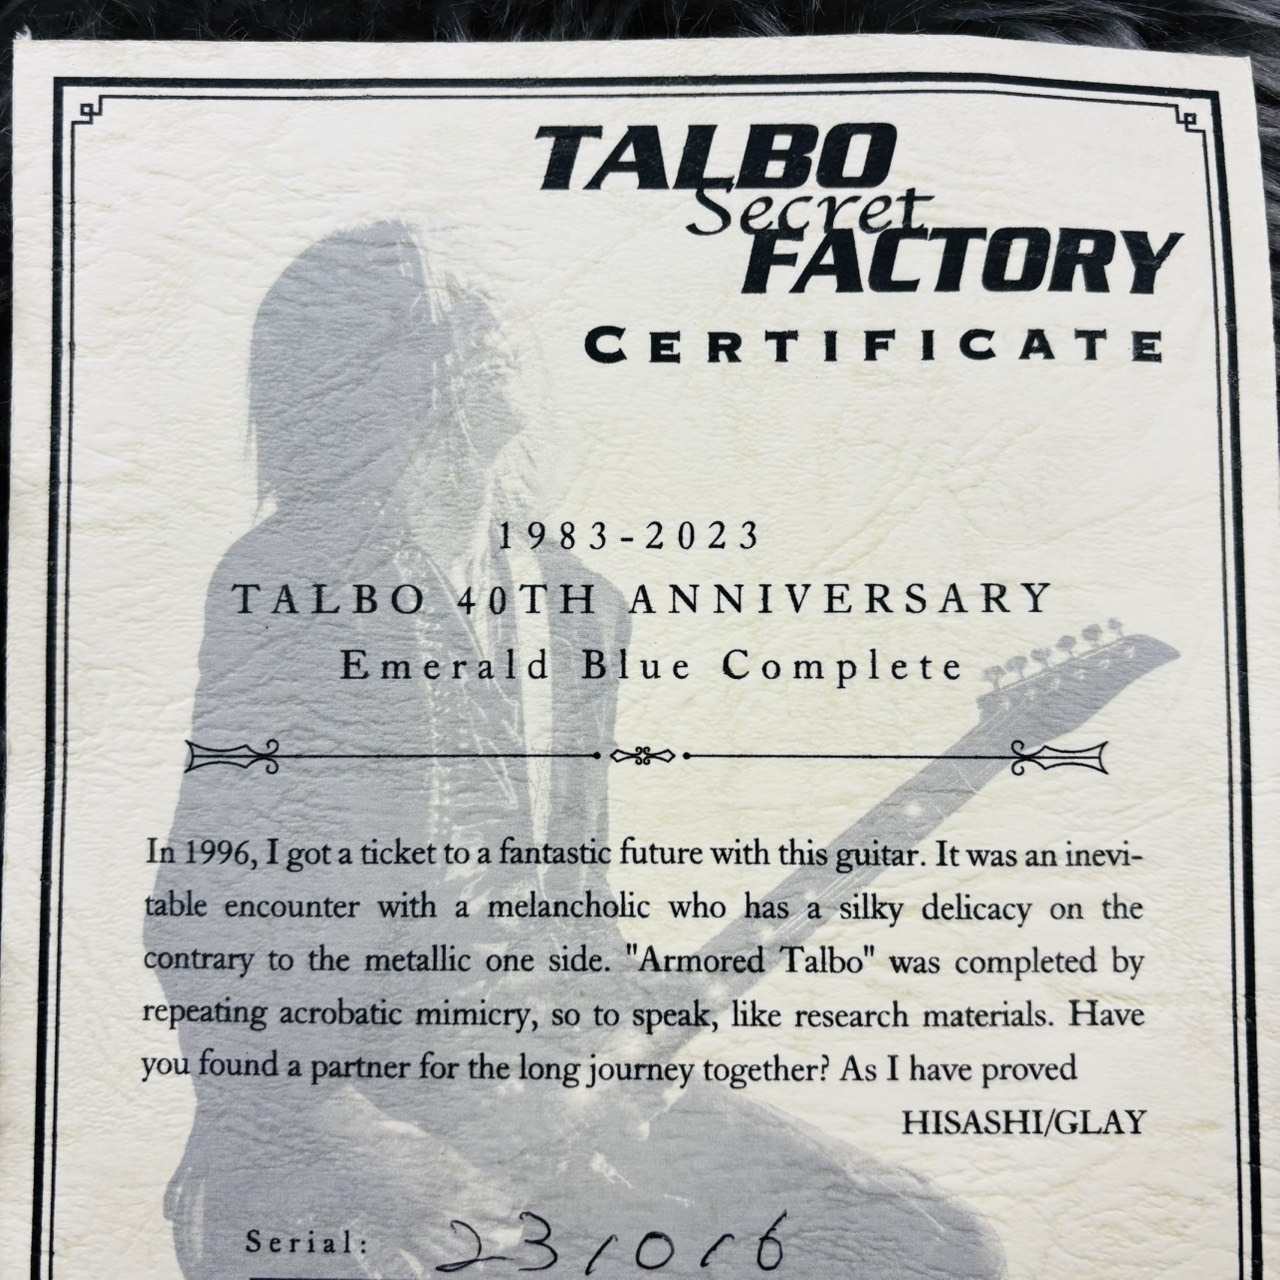 TALBO
Secret
FACTORY
CERTIFICATE
1983-2023
TALBO 40TH ANNIVERSARY
Emerald Blue Complete
In 1996, I got a ticket to a fantastic future with this guitar. It was an inevi-
table encounter with a melancholic who has a silky delicacy on the
contrary to the metallic one side. "Armored Talbo" was completed by
repeating acrobatic mimicry, so to speak, like research materials. Have
you found a partner for the long journey together? As I have proved
HISASHI/GLAY
Serial: 231016